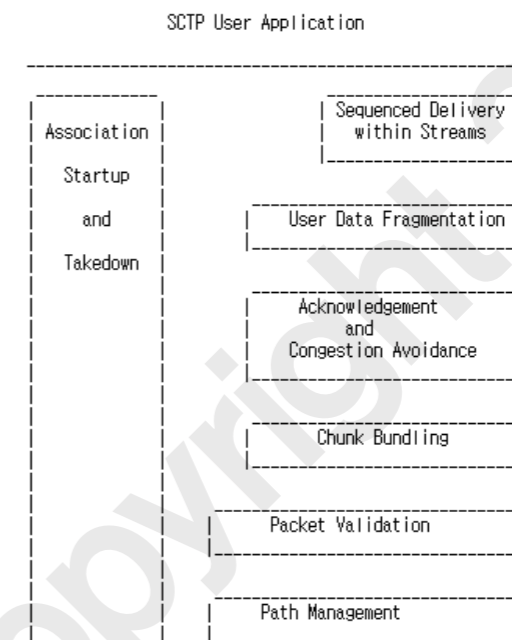 SCTP User Application
Association
Startup
and
Takedown
Sequenced Delivery
within Streams
User Data Fragmentation
Acknowledgement
and
Congestion Avoidance
Chunk Bundling
Packet Validation
Path Management